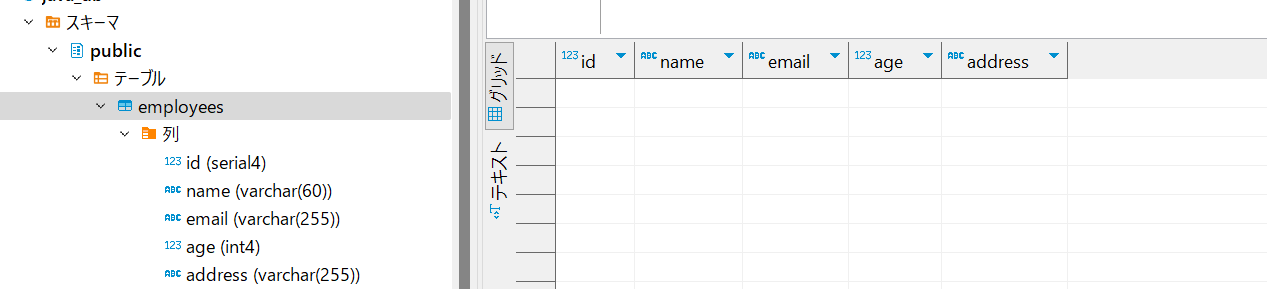 スキーマ
public
テーブル
employees
列
123 id (serial4)
ABC name (varchar(60))
ABC email (varchar(255))
123 age (int4)
ABC address (varchar(255))
グリッド
テキスト
123 id ABC name ABC email 123 age ABC address